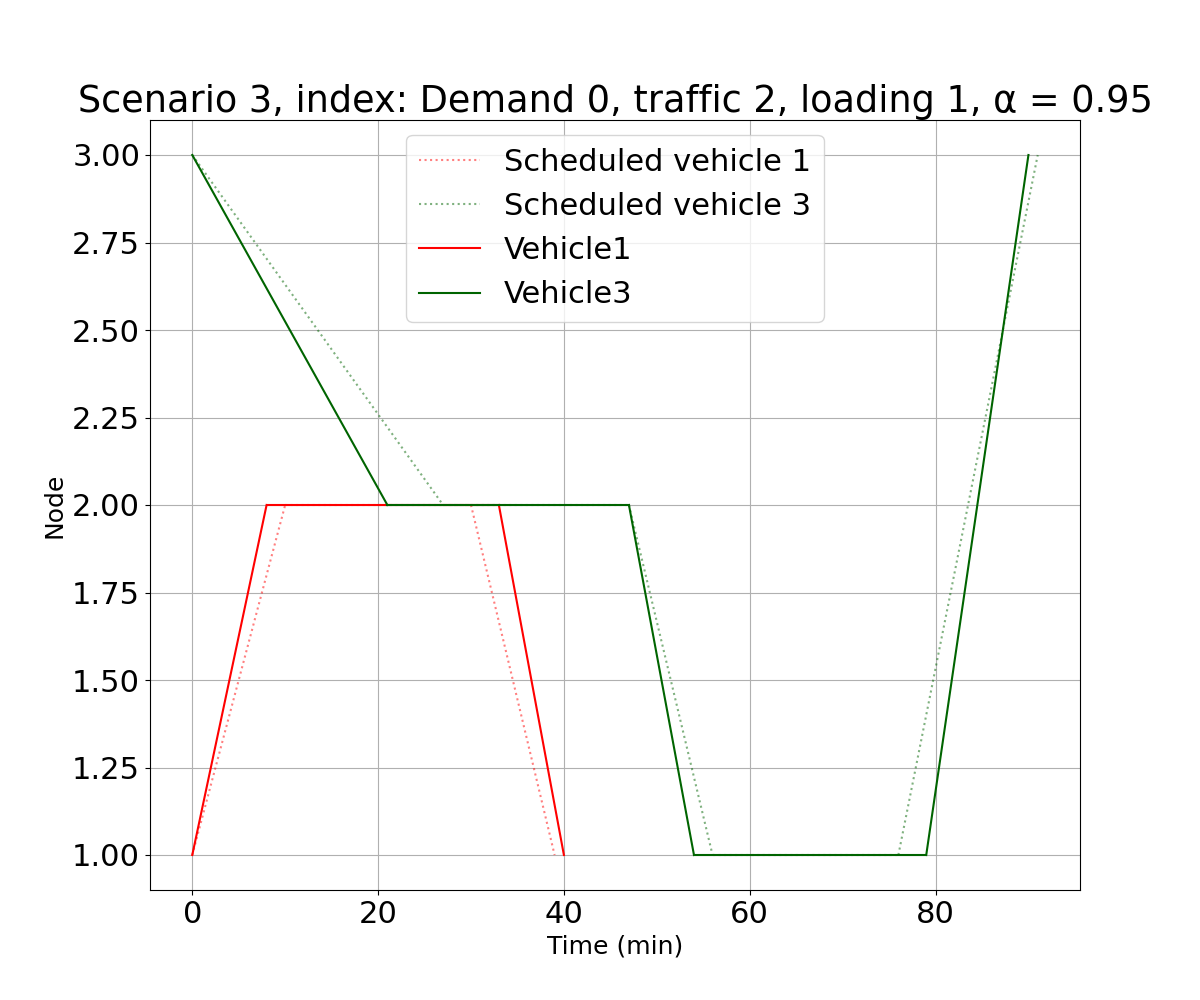 Scenario 3, index: Demand 0, traffic 2, loading 1, α = 0.95
Scheduled vehicle 1
Scheduled vehicle 3
Vehicle1
Vehicle3
3.00
2.75
2.50
2.25
2.00
1.75
1.50
1.25
1.00
Node
0 20 40 60 80
Time (min)